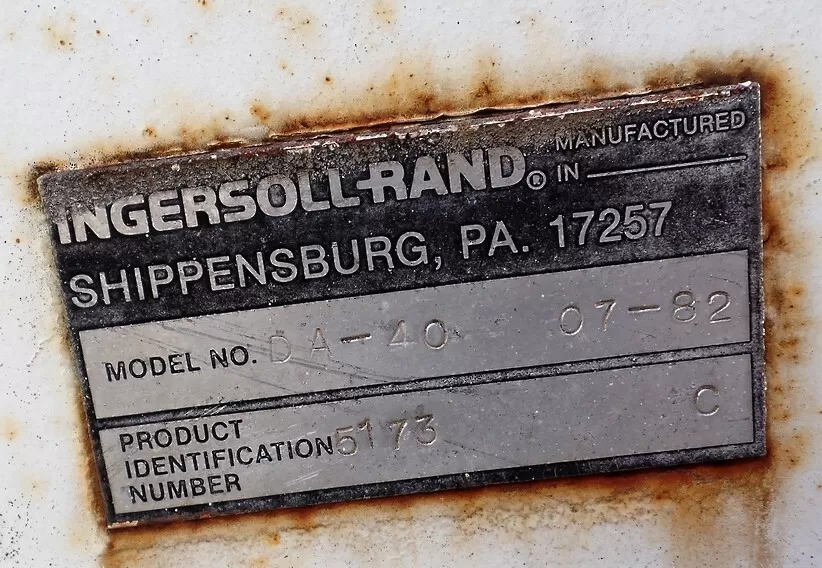 INGERSOLL-RAND® MANUFACTURED IN
SHIPPENSBURG, PA. 17257
MODEL NO. DA-40 07-82
PRODUCT IDENTIFICATION NUMBER 5173 C